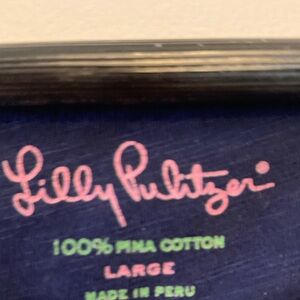 Lilly Pulitzer®
100% PIMA COTTON
LARGE
MADE IN PERU